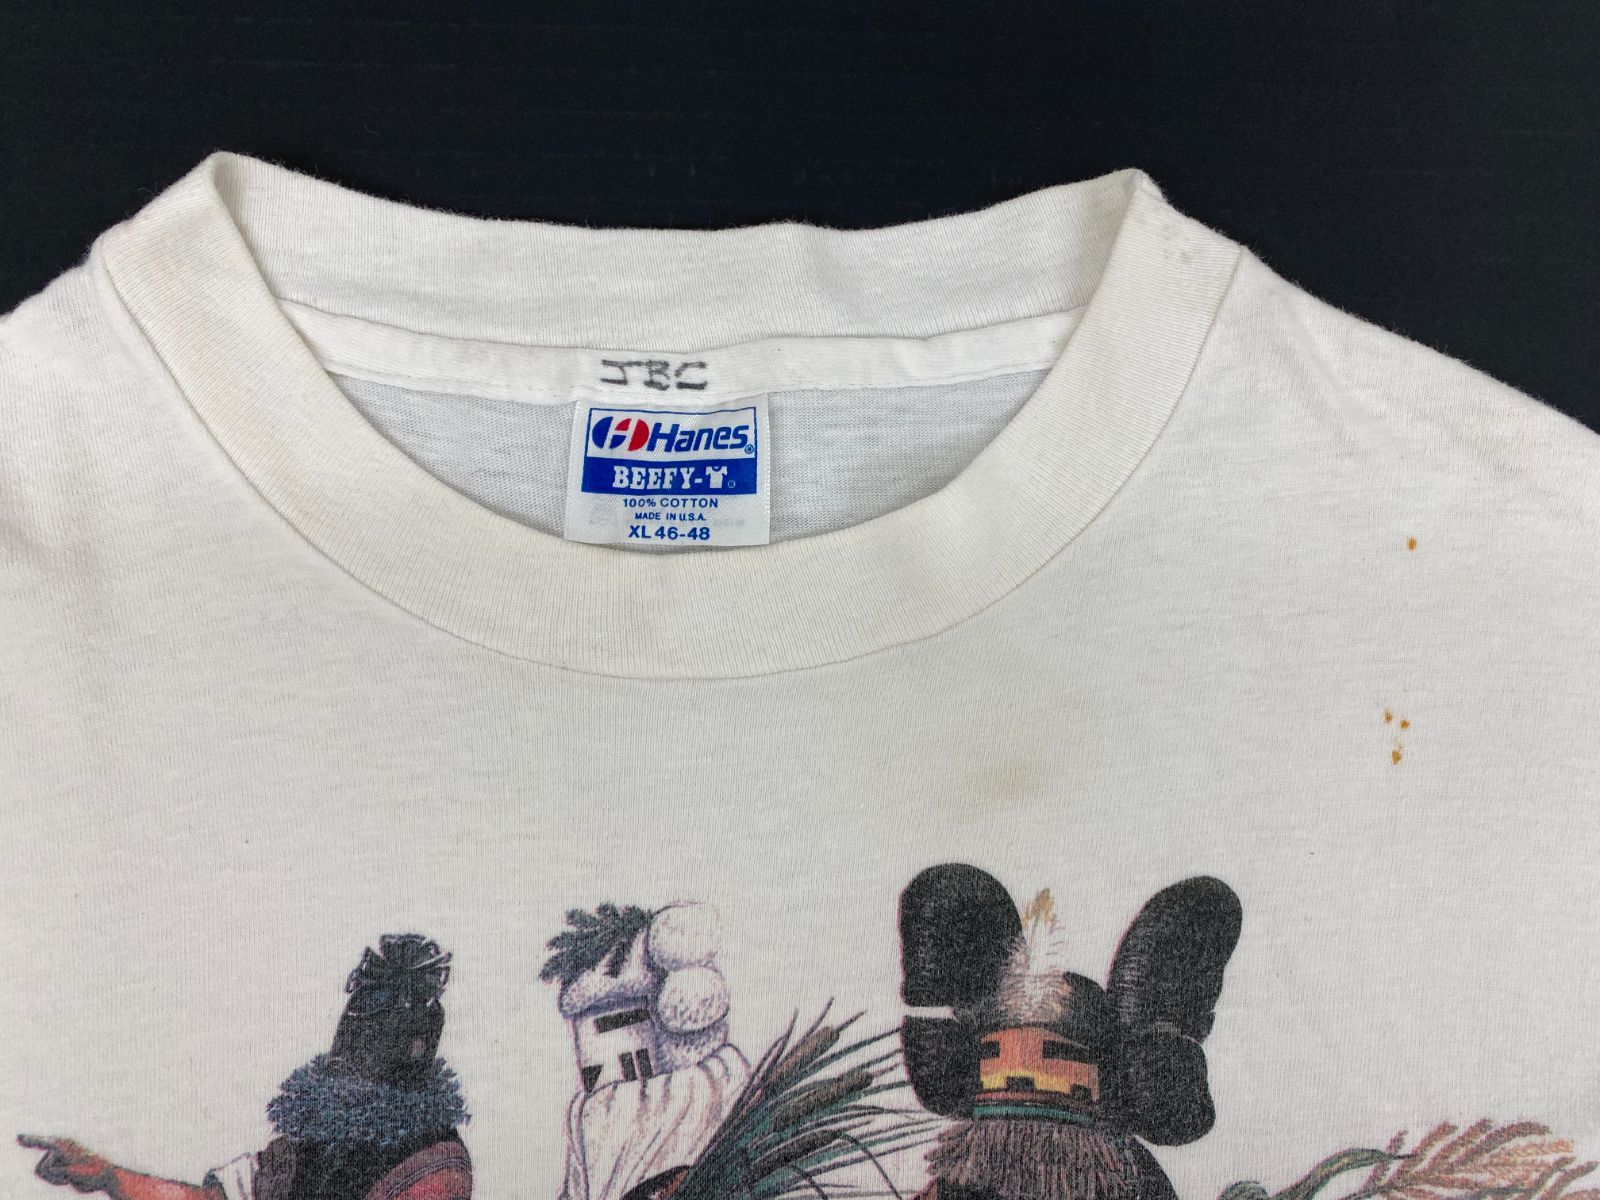 JBC
Hanes®
BEEFY-T®
100% COTTON
MADE IN U.S.A.
XL 46-48